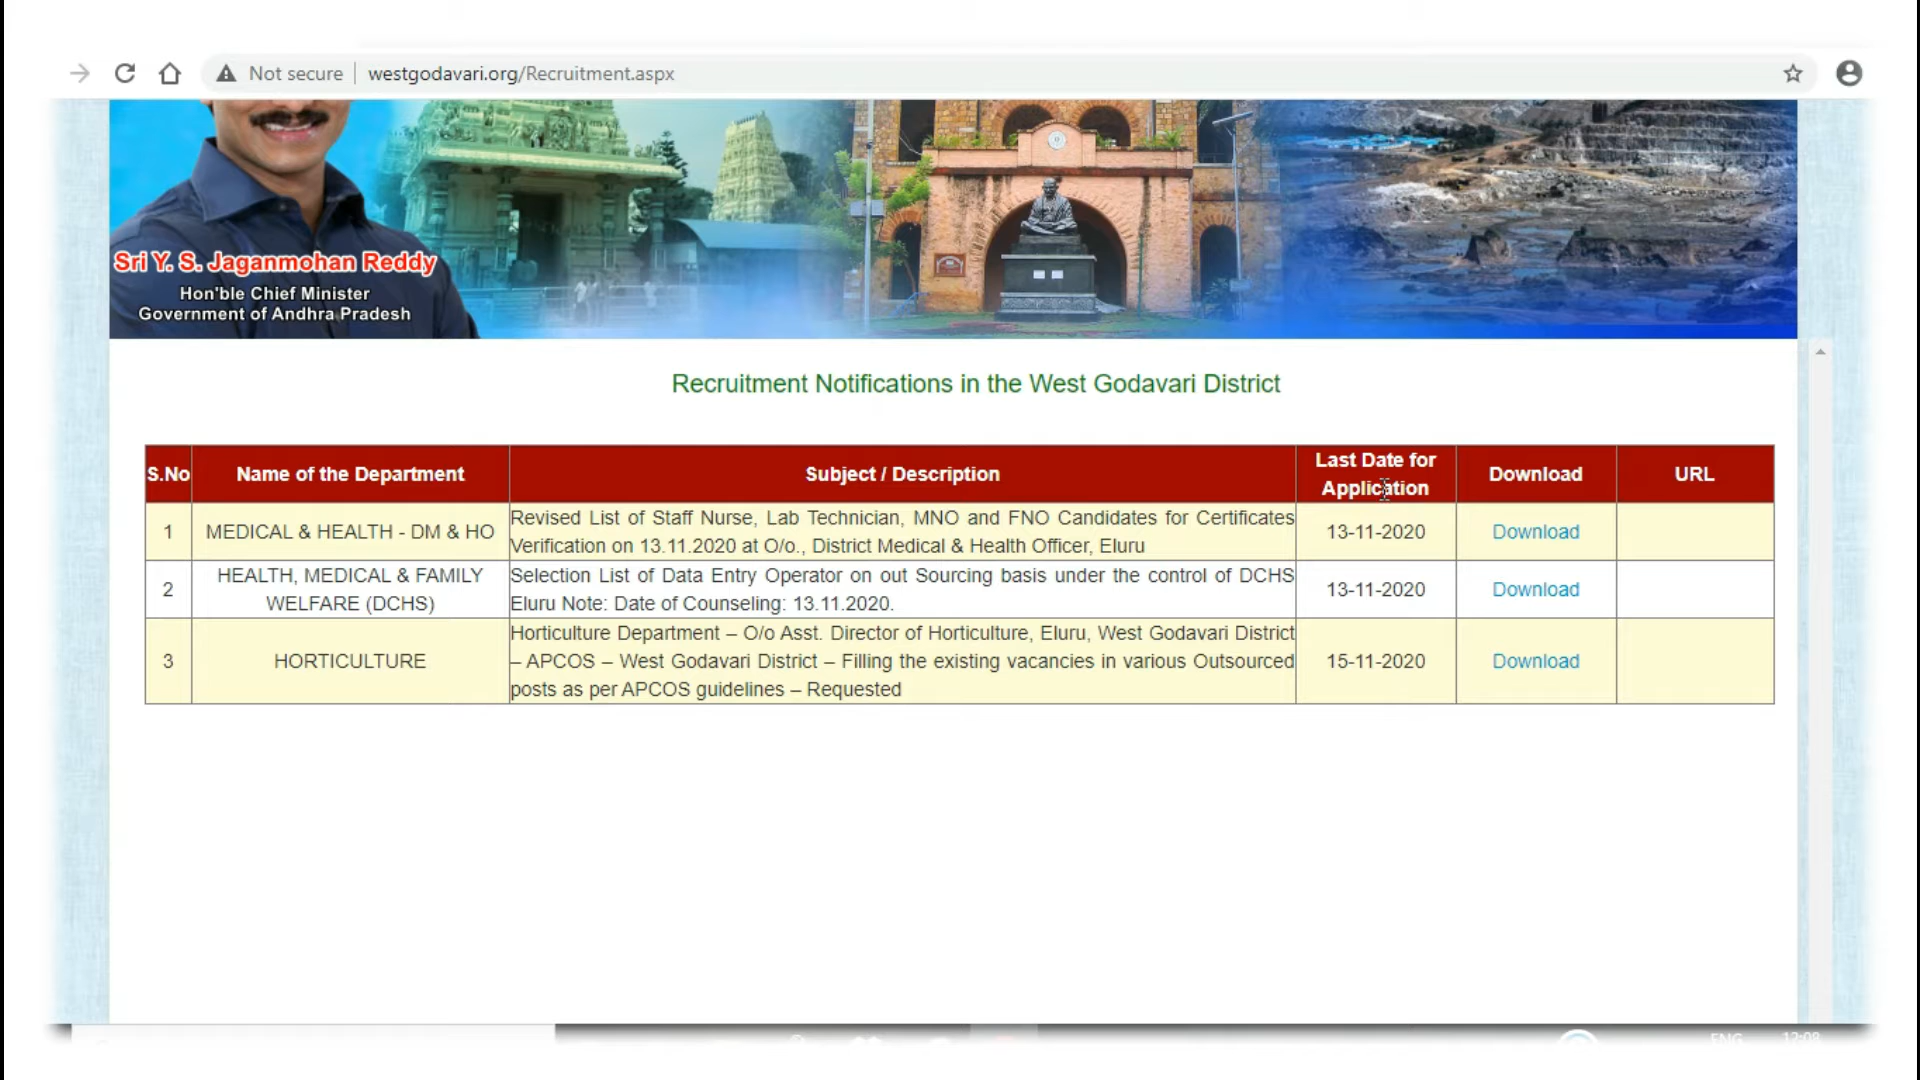 Not secure
westgodavari.org/Recruitment.aspx
Sri Y. S. Jaganmohan Reddy
Hon'ble Chief Minister
Government of Andhra Pradesh
Recruitment Notifications in the West Godavari District
S.No
Name of the Department
Subject / Description
Last Date for
Application
Download
URL
1
MEDICAL & HEALTH - DM & HO
Revised List of Staff Nurse, Lab Technician, MNO and FNO Candidates for Certificates
Verification on 13.11.2020 at O/o., District Medical & Health Officer, Eluru
13-11-2020
Download
2
HEALTH, MEDICAL & FAMILY
WELFARE (DCHS)
Selection List of Data Entry Operator on out Sourcing basis under the control of DCHS
Eluru Note: Date of Counseling: 13.11.2020.
13-11-2020
Download
3
HORTICULTURE
Horticulture Department – O/o Asst. Director of Horticulture, Eluru, West Godavari District
– APCOS – West Godavari District – Filling the existing vacancies in various Outsourced
posts as per APCOS guidelines – Requested
15-11-2020
Download
ENG